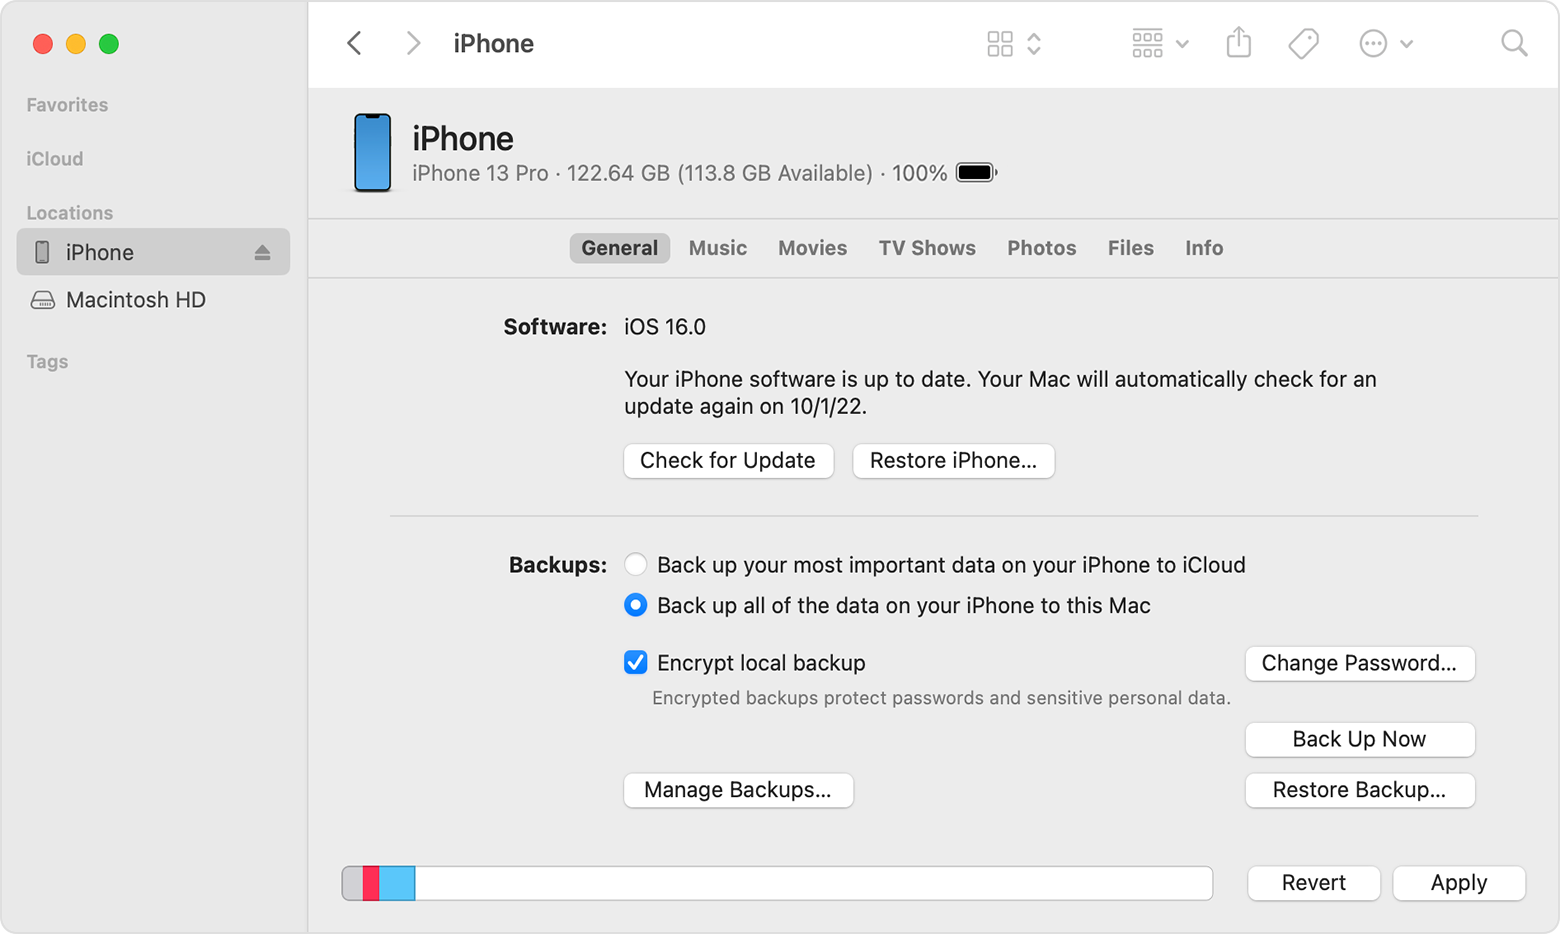 iPhone
Favorites
iCloud
Locations
iPhone
Macintosh HD
Tags
iPhone
iPhone 13 Pro · 122.64 GB (113.8 GB Available) · 100%
General Music Movies TV Shows Photos Files Info
Software: iOS 16.0
Your iPhone software is up to date. Your Mac will automatically check for an
update again on 10/1/22.
Check for Update Restore iPhone...
Backups: Back up your most important data on your iPhone to iCloud
Back up all of the data on your iPhone to this Mac
Encrypt local backup Change Password...
Encrypted backups protect passwords and sensitive personal data.
Back Up Now
Manage Backups... Restore Backup...
Revert Apply